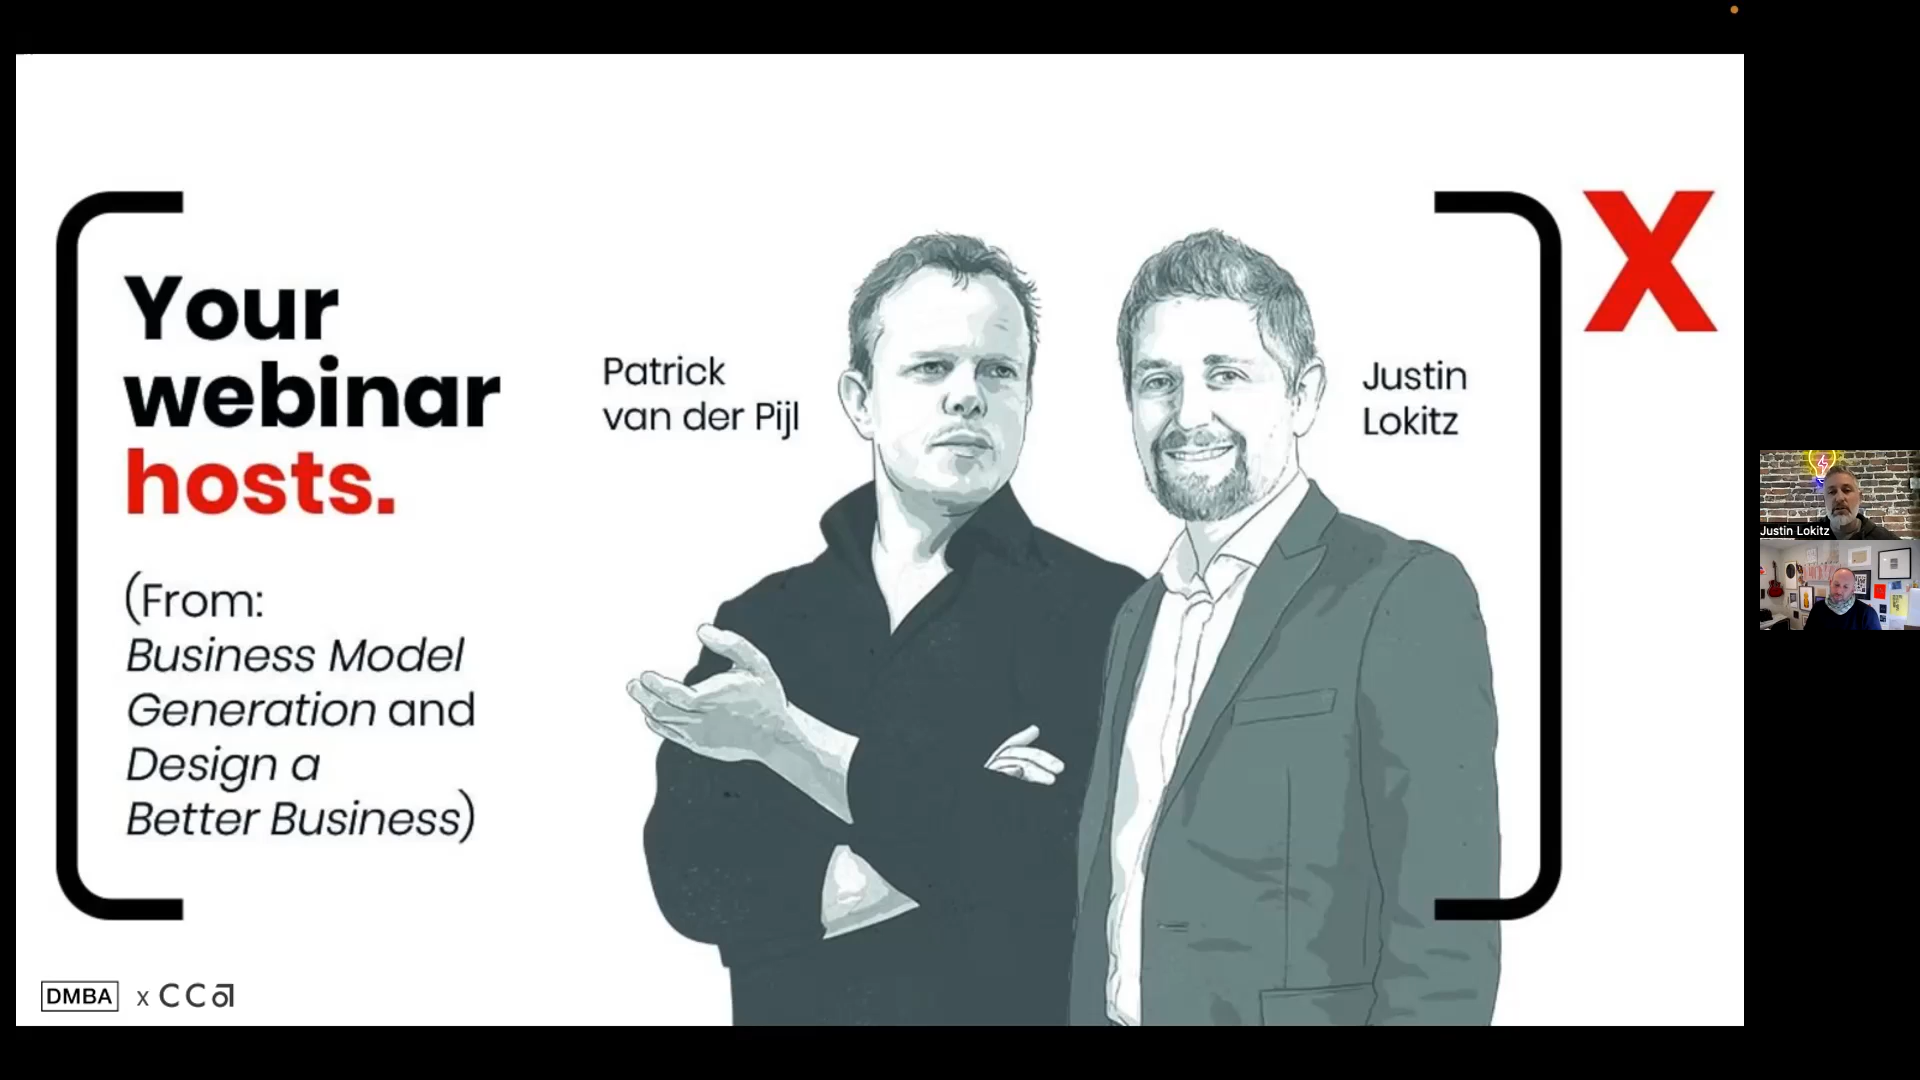 X
Your
webinar
hosts.
(From:
Business Model
Generation and
Design a
Better Business)
Patrick
van der Pijl
Justin
Lokitz
Justin Lokitz
DMBA x CCA